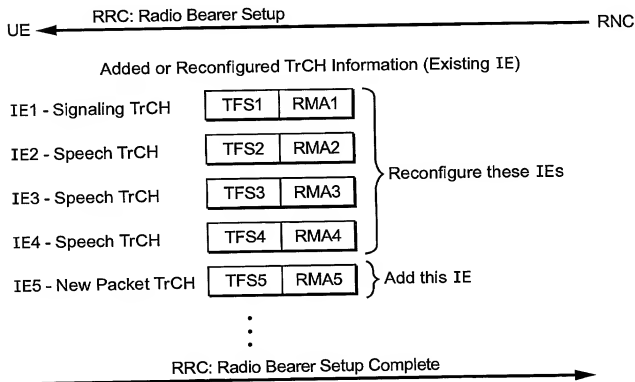 RRC: Radio Bearer Setup
UE RNC
Added or Reconfigured TrCH Information (Existing IE)
IE1 - Signaling TrCH TFS1 RMA1
IE2 - Speech TrCH TFS2 RMA2
IE3 - Speech TrCH TFS3 RMA3
Reconfigure these IEs
IE4 - Speech TrCH TFS4 RMA4
IE5 - New Packet TrCH TFS5 RMA5 Add this IE
RRC: Radio Bearer Setup Complete